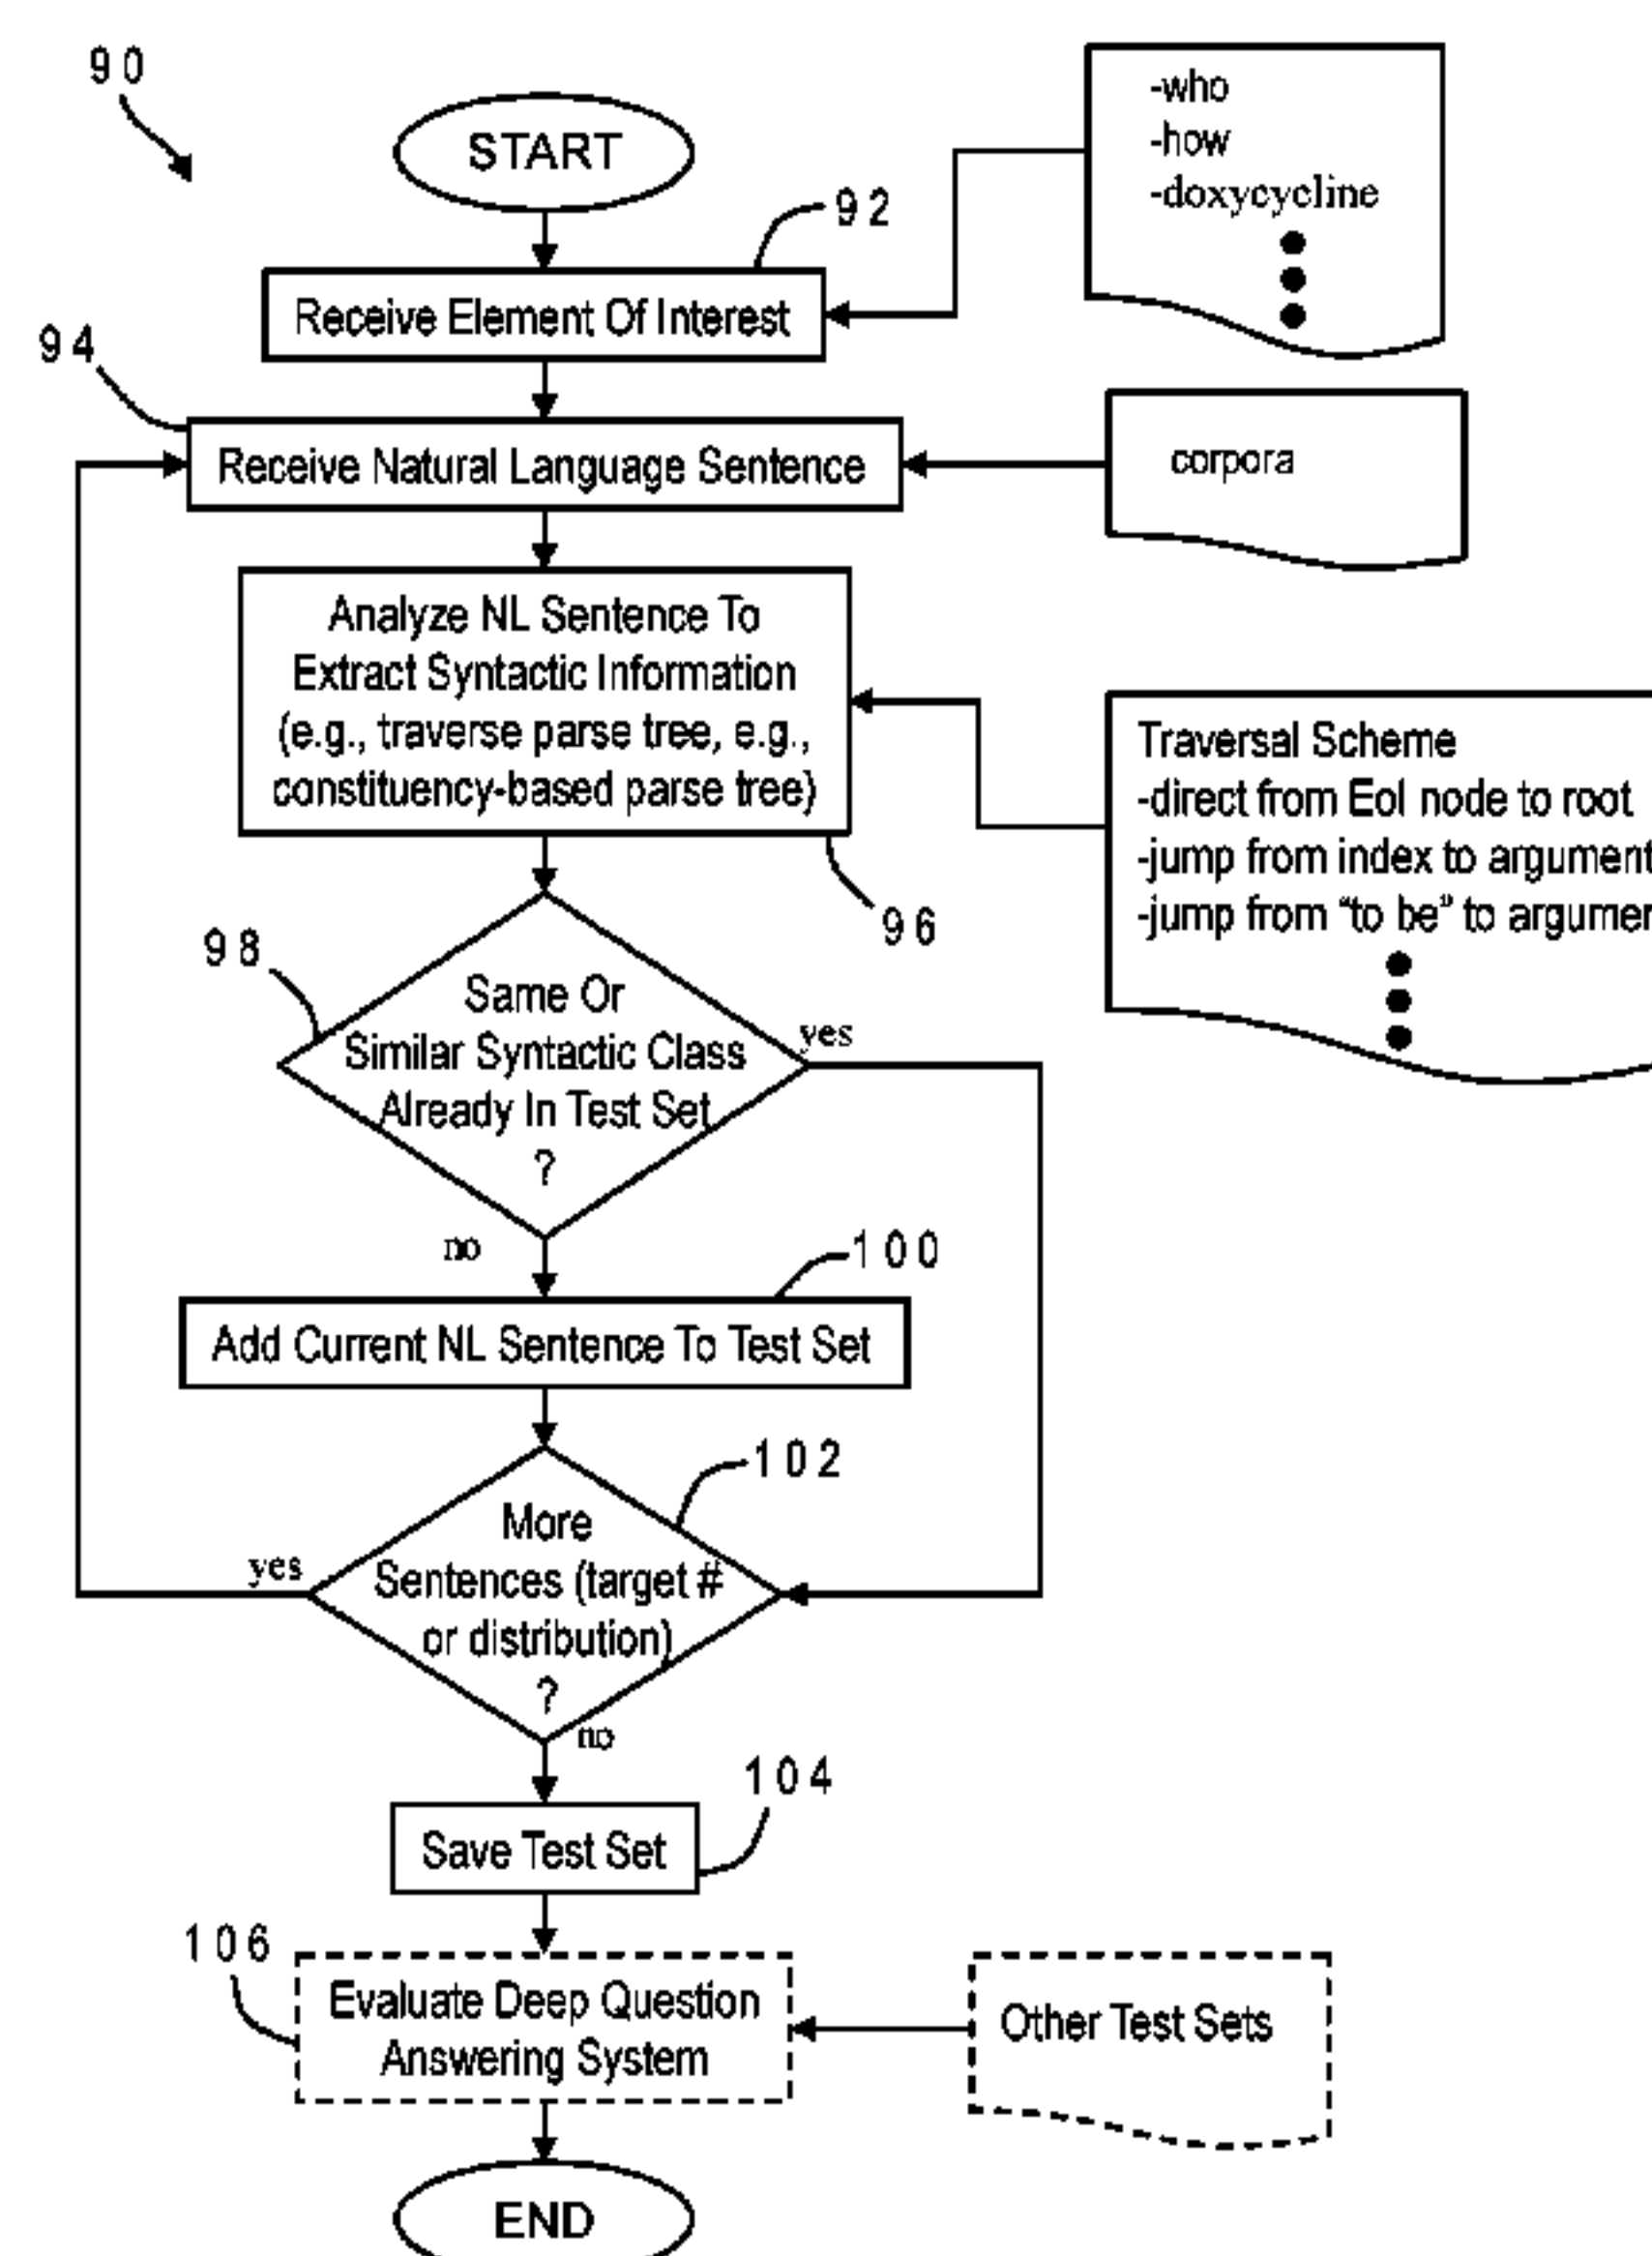 90
START
-who
-how
-doxycycline
92
Receive Element Of Interest
94
Receive Natural Language Sentence
corpora
Analyze NL Sentence To
Extract Syntactic Information
(e.g., traverse parse tree, e.g.,
constituency-based parse tree)
96
Traversal Scheme
-direct from EoI node to root
-jump from index to argument
-jump from “to be” to argumen
98
Same Or
Similar Syntactic Class
Already In Test Set
?
yes
no
100
Add Current NL Sentence To Test Set
102
More
Sentences (target #
or distribution)
?
yes
no
104
Save Test Set
106
Evaluate Deep Question
Answering System
Other Test Sets
END